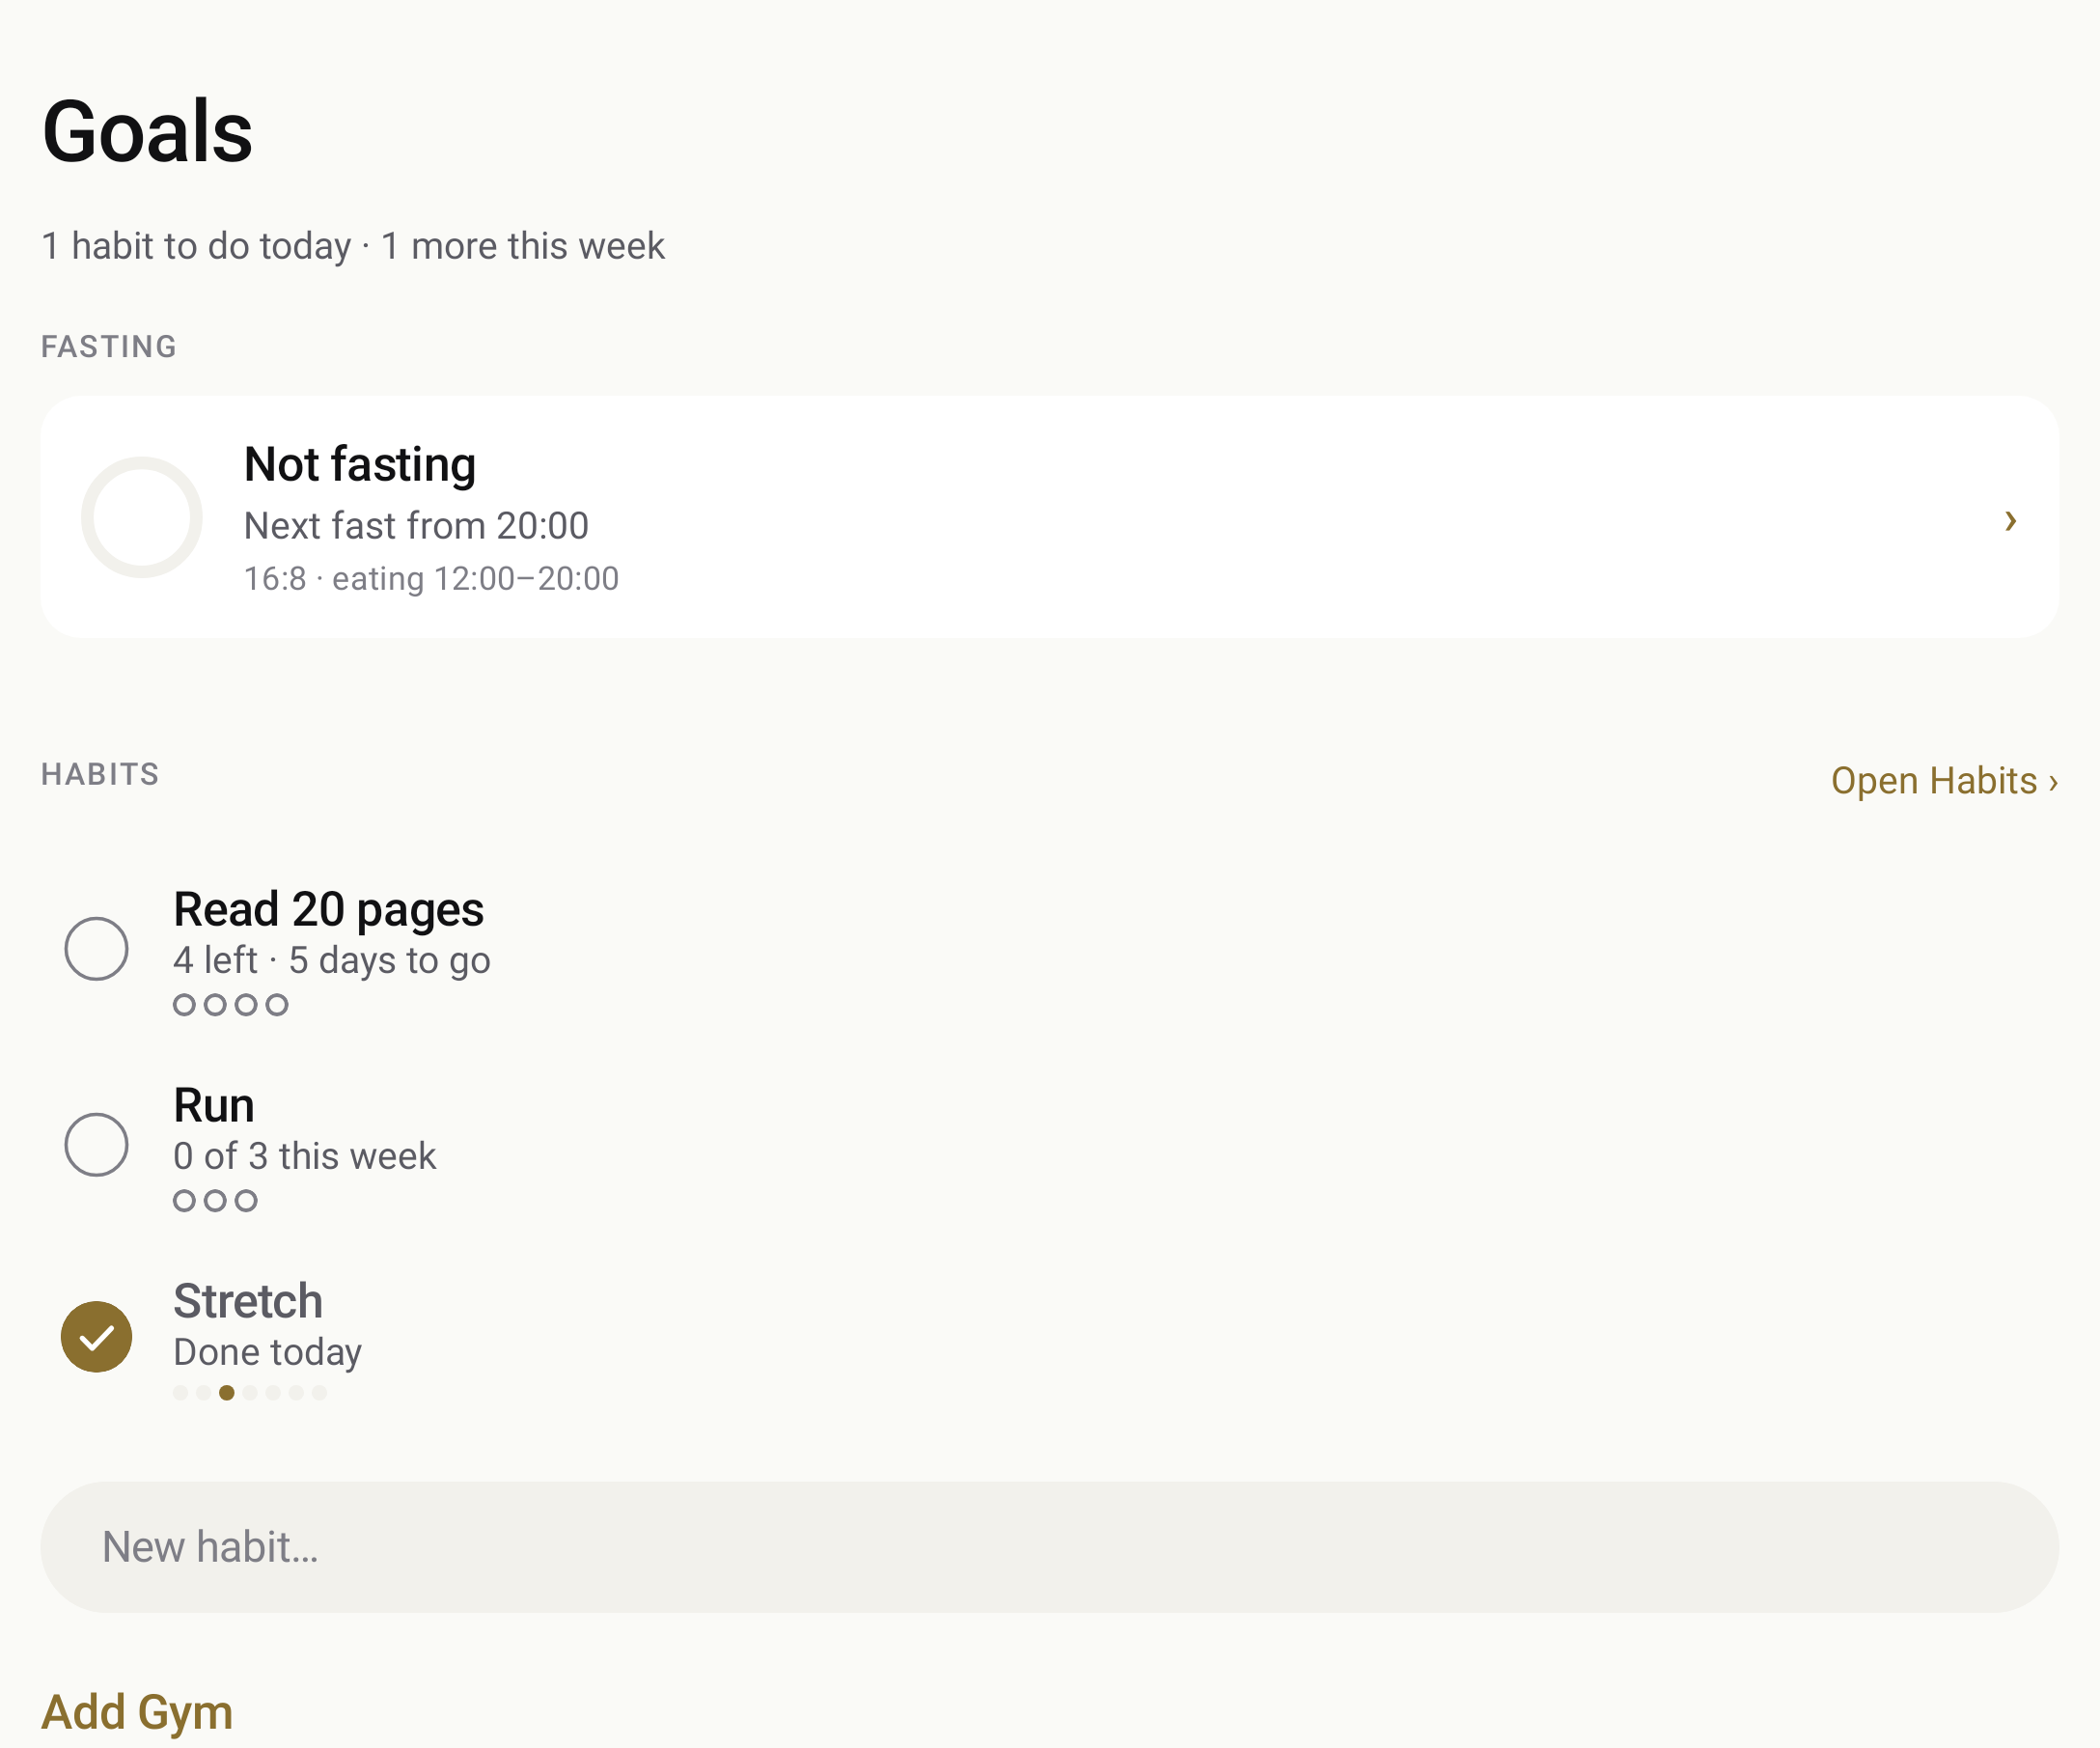 Goals
1 habit to do today · 1 more this week
FASTING
Not fasting
Next fast from 20:00
16:8 · eating 12:00–20:00
›
HABITS
Open Habits ›
Read 20 pages
4 left · 5 days to go
Run
0 of 3 this week
Stretch
Done today
New habit...
Add Gym